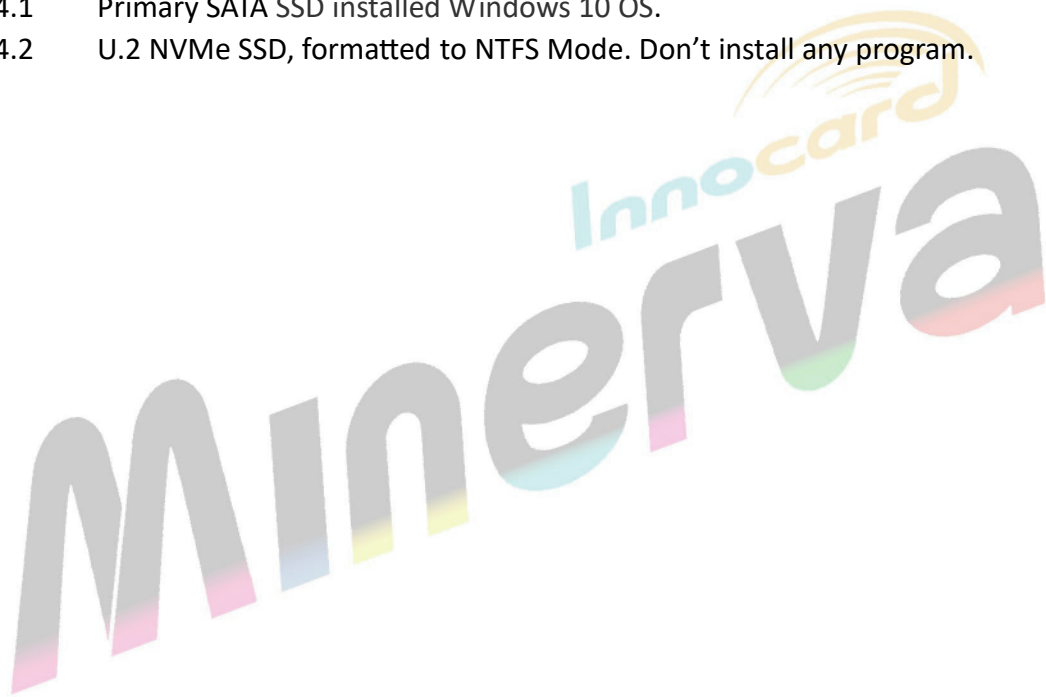 4.1 Primary SATA SSD installed Windows 10 OS.
4.2 U.2 NVMe SSD, formatted to NTFS Mode. Don’t install any program.
Innocard
Minerva